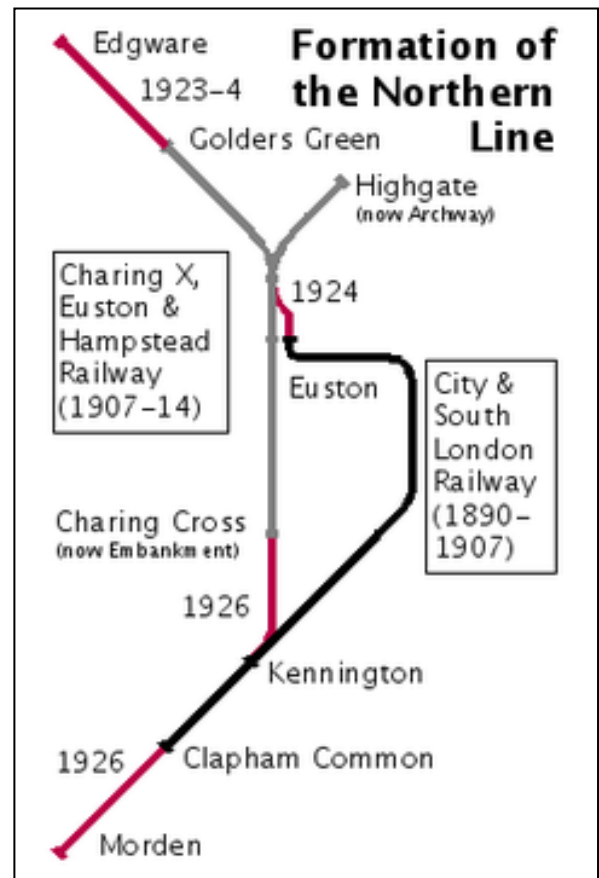 Formation of
the Northern
Line
Edgware
1923-4
Golders Green
Highgate
(now Archway)
Charing X,
Euston &
Hampstead
Railway
(1907-14)
1924
Euston
City &
South
London
Railway
(1890-
1907)
Charing Cross
(now Embankment)
1926
Kennington
1926
Clapham Common
Morden